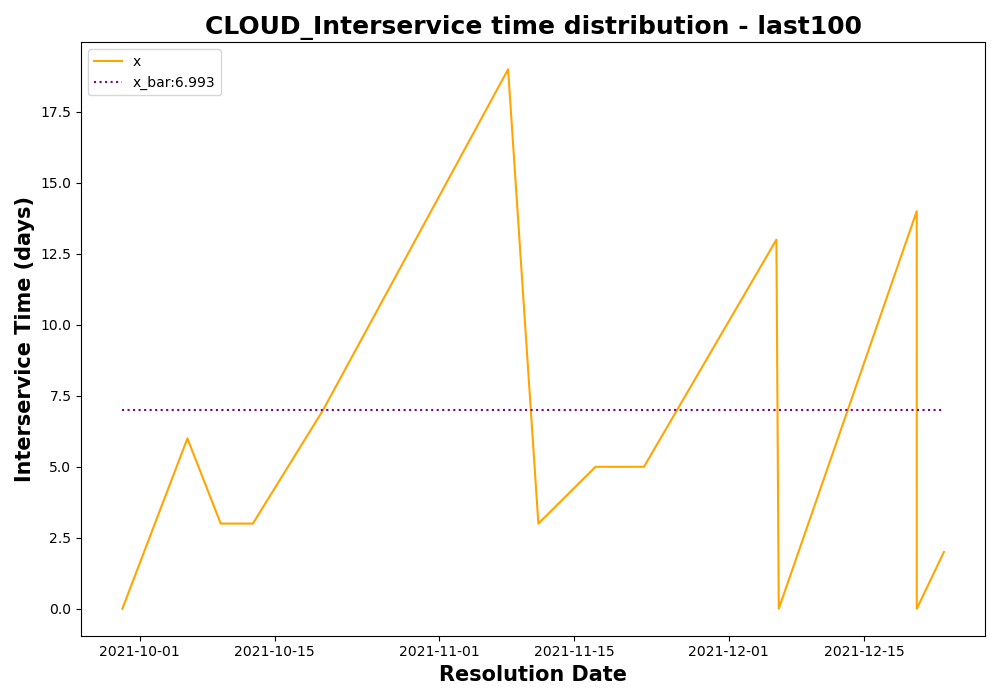 CLOUD_Interservice time distribution - last100
x
x_bar:6.993
Interservice Time (days)
17.5
15.0
12.5
10.0
7.5
5.0
2.5
0.0
2021-10-01 2021-10-15 2021-11-01 2021-11-15 2021-12-01 2021-12-15
Resolution Date